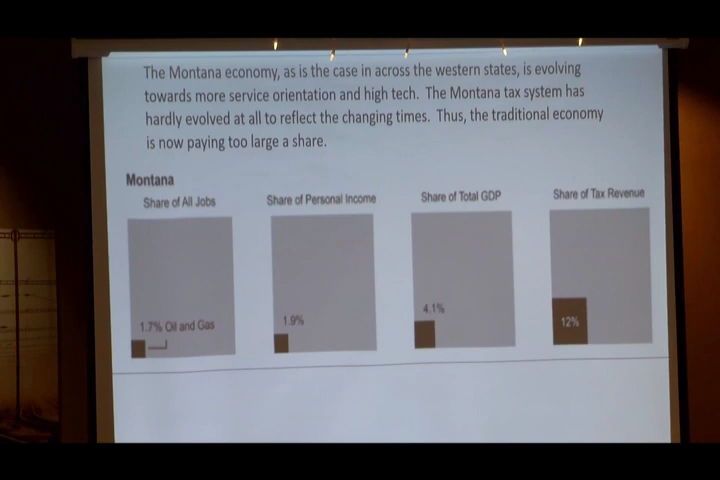 The Montana economy, as is the case in across the western states, is evolving
towards more service orientation and high tech. The Montana tax system has
hardly evolved at all to reflect the changing times. Thus, the traditional economy
is now paying too large a share.
Montana
Share of All Jobs
Share of Personal Income
Share of Total GDP
Share of Tax Revenue
1.7% Oil and Gas
1.9%
4.1%
12%